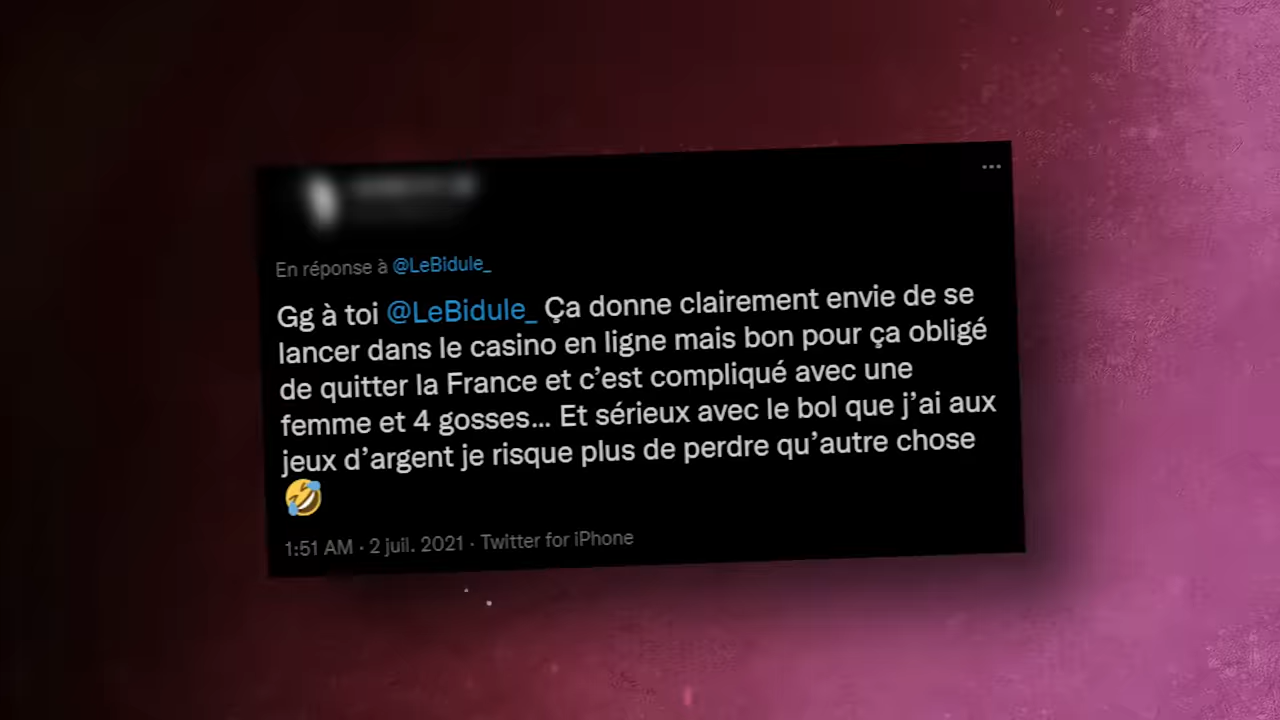 En réponse à @LeBidule_
Gg à toi @LeBidule_ Ça donne clairement envie de se
lancer dans le casino en ligne mais bon pour ça obligé
de quitter la France et c’est compliqué avec une
femme et 4 gosses... Et sérieux avec le bol que j’ai aux
jeux d’argent je risque plus de perdre qu’autre chose
🤣
1:51 AM · 2 juil. 2021 · Twitter for iPhone